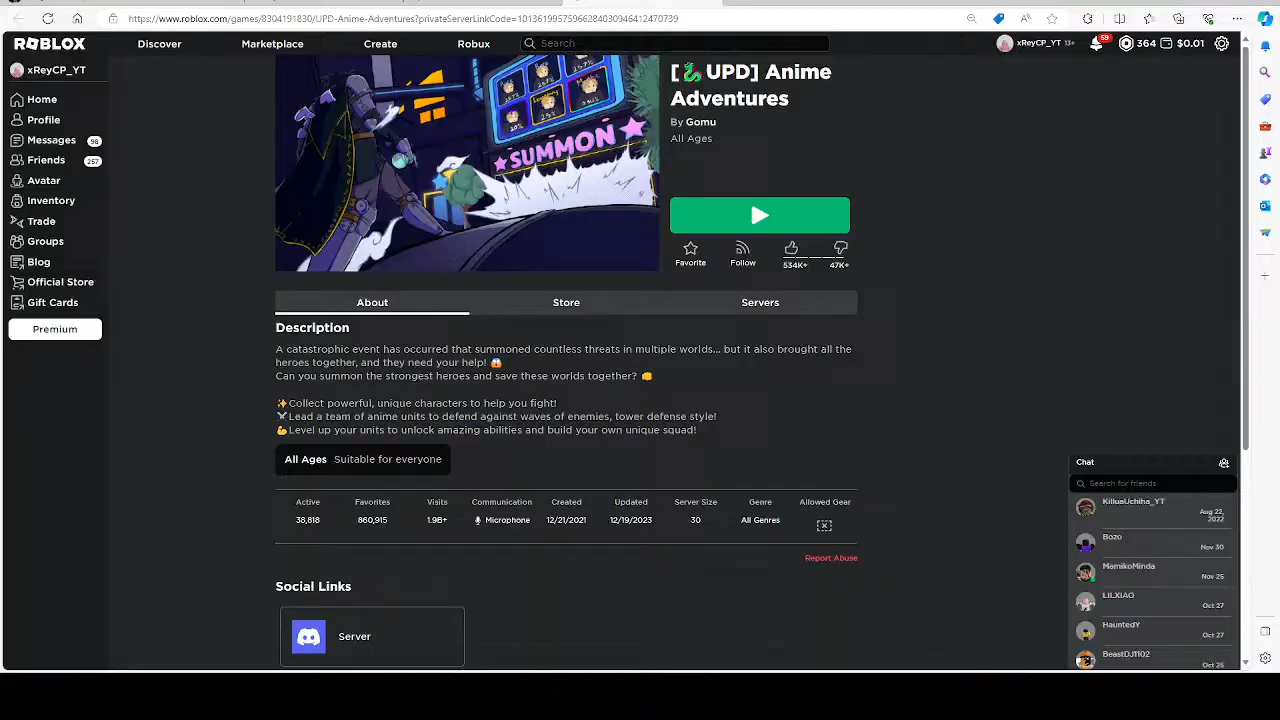 https://www.roblox.com/games/8304191830/UPD-Anime-Adventures?privateServerLinkCode=10136199575966284030946412470739
ROBLOX
Discover
Marketplace
Create
Robux
Search
xReyCP_YT 13+
59
364
$0.01
xReyCP_YT
Home
Profile
Messages 98
Friends 257
Avatar
Inventory
Trade
Groups
Blog
Official Store
Gift Cards
Premium
SUMMON
[🐉UPD] Anime
Adventures
By Gomu
All Ages
Favorite
Follow
534K+
47K+
About
Store
Servers
Description
A catastrophic event has occurred that summoned countless threats in multiple worlds... but it also brought all the
heroes together, and they need your help! 😱
Can you summon the strongest heroes and save these worlds together? 👊
✨Collect powerful, unique characters to help you fight!
⚔Lead a team of anime units to defend against waves of enemies, tower defense style!
💪Level up your units to unlock amazing abilities and build your own unique squad!
All Ages Suitable for everyone
Active Favorites Visits Communication Created Updated Server Size Genre Allowed Gear
38,818 860,915 1.9B+ Microphone 12/21/2021 12/19/2023 30 All Genres
Report Abuse
Social Links
Server
Chat
Search for friends
KilluaUchiha_YT
Aug 22, 2022
Bozo
Nov 30
MamikoMinda
Nov 25
LILXIAO
Oct 27
HauntedY
Oct 27
BeastDJ1102
Oct 25